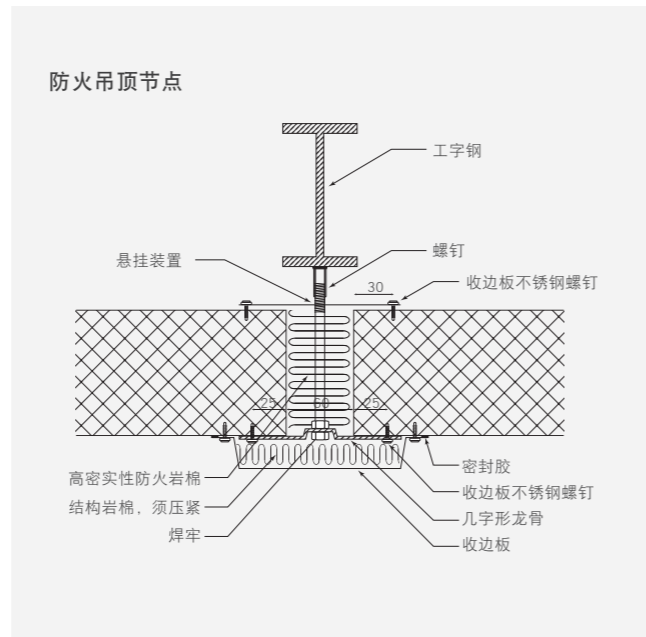 防火吊顶节点
工字钢
螺钉
悬挂装置
30
收边板不锈钢螺钉
25
60
25
密封胶
高密实性防火岩棉
收边板不锈钢螺钉
结构岩棉，须压紧
几字形龙骨
焊牢
收边板